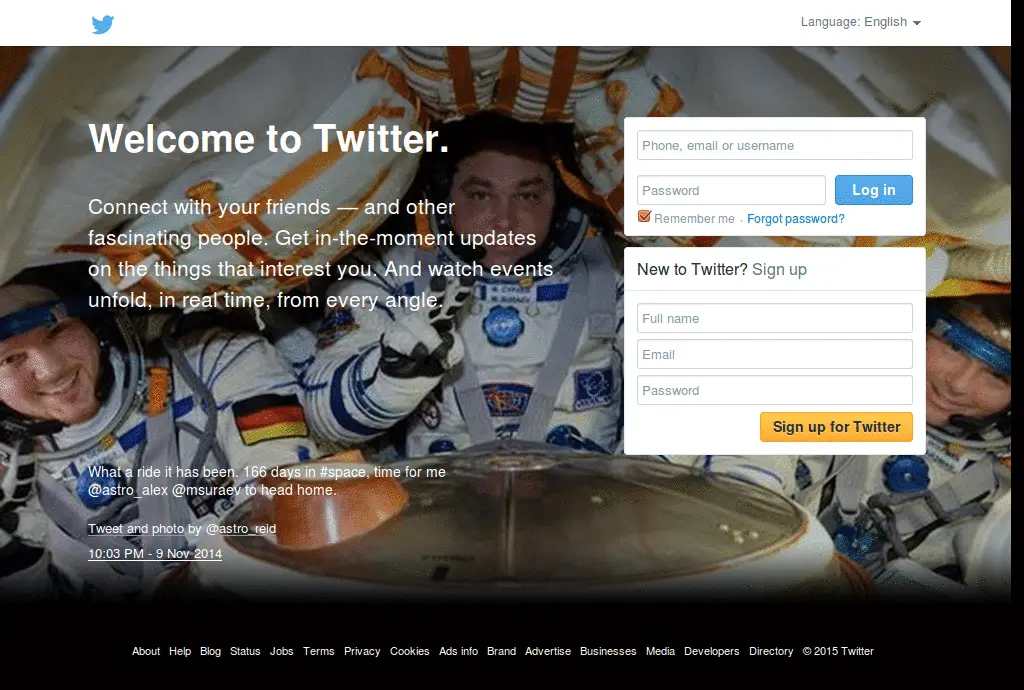 Language: English
Welcome to Twitter.
Connect with your friends — and other
fascinating people. Get in-the-moment updates
on the things that interest you. And watch events
unfold, in real time, from every angle.
What a ride it has been. 166 days in #space, time for me
@astro_alex @msuraev to head home.
Tweet and photo by @astro_reid
10:03 PM - 9 Nov 2014
Phone, email or username
Password
Log in
Remember me · Forgot password?
New to Twitter? Sign up
Full name
Email
Password
Sign up for Twitter
About Help Blog Status Jobs Terms Privacy Cookies Ads info Brand Advertise Businesses Media Developers Directory © 2015 Twitter